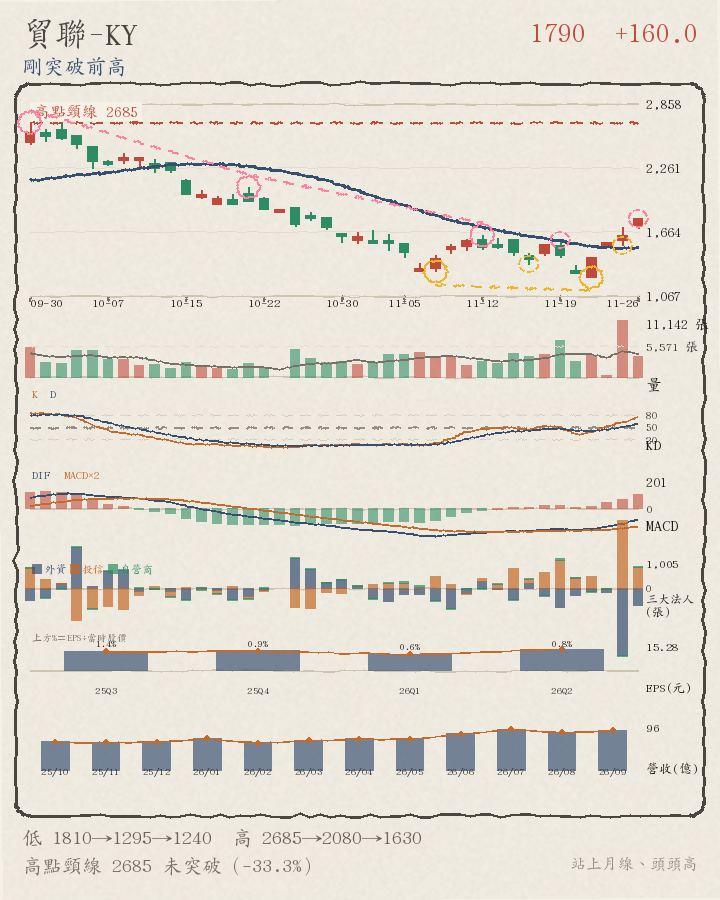 貿聯-KY
1790 +160.0
剛突破前高
高點頸線 2685
2,858
2,261
1,664
1,067
09-30 10-07 10-15 10-22 10-30 11-05 11-12 11-19 11-26
11,142 張
5,571 張
量
K D
80
50
20
KD
DIF MACD×2
201
0
MACD
外資 投信 自營商
1,005
0
三大法人
(張)
上方%=EPS÷當時股價
1.4% 0.9% 0.6% 0.8%
15.28
25Q3 25Q4 26Q1 26Q2
EPS(元)
96
25/10 25/11 25/12 26/01 26/02 26/03 26/04 26/05 26/06 26/07 26/08 26/09
營收(億)
低 1810→1295→1240 高 2685→2080→1630
高點頸線 2685 未突破 (-33.3%)
站上月線、頭頭高